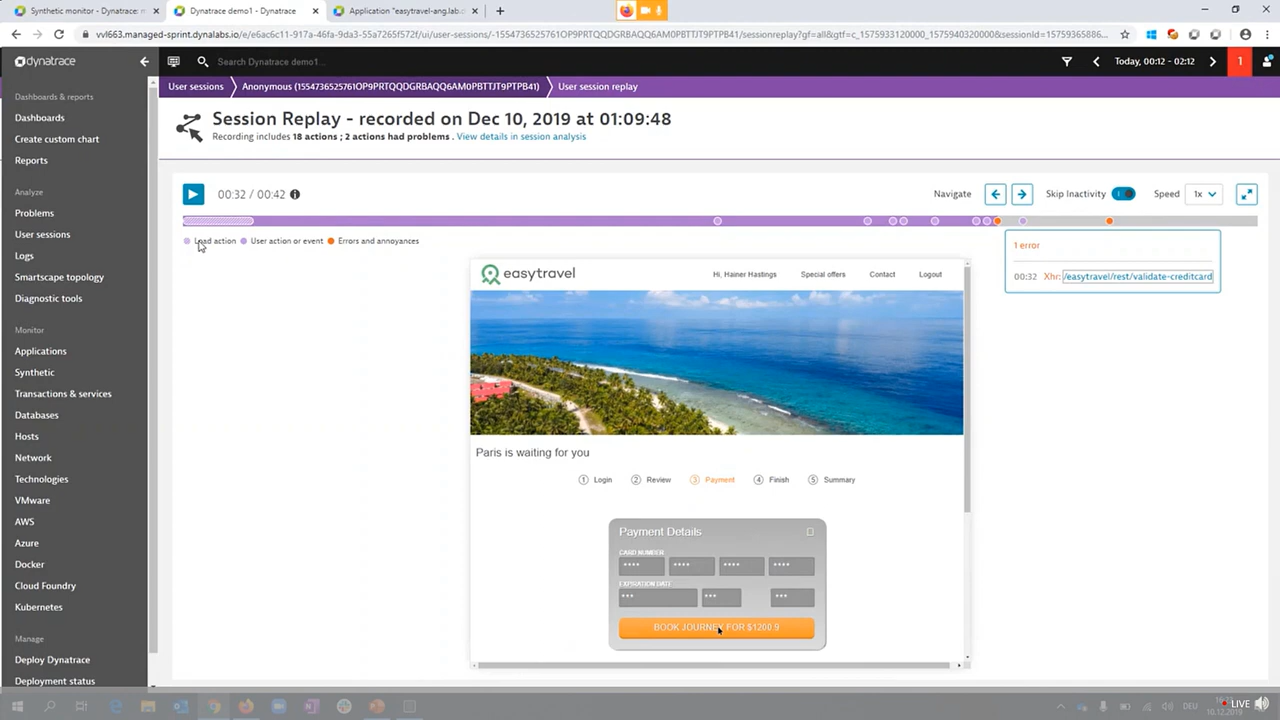 Synthetic monitor - Dynatrace: m
Dynatrace demo1 - Dynatrace
Application "easytravel-ang.lab.d
vvl663.managed-sprint.dynalabs.io/e/e6ac6c11-917a-46fa-9da3-55a7265f572f/ui/user-sessions/-1554736525761OP9PRTQQDGRBAQQ6AM0PBTTJT9PTPB41/sessionreplay?gf=all&gtf=c_1575933120000_1575940320000&sessionId=15759365886...
dynatrace
Search Dynatrace demo1...
Today, 00:12 - 02:12
1
User sessions
Anonymous (1554736525761OP9PRTQQDGRBAQQ6AM0PBTTJT9PTPB41)
User session replay
Dashboards & reports
Dashboards
Create custom chart
Reports
Analyze
Problems
User sessions
Logs
Smartscape topology
Diagnostic tools
Monitor
Applications
Synthetic
Transactions & services
Databases
Hosts
Network
Technologies
VMware
AWS
Azure
Docker
Cloud Foundry
Kubernetes
Manage
Deploy Dynatrace
Deployment status
Session Replay - recorded on Dec 10, 2019 at 01:09:48
Recording includes 18 actions ; 2 actions had problems . View details in session analysis
00:32 / 00:42
Navigate
Skip Inactivity
Speed
1x
Load action
User action or event
Errors and annoyances
1 error
00:32 Xhr: /easytravel/rest/validate-creditcard
easytravel
Hi, Hainer Hastings
Special offers
Contact
Logout
Paris is waiting for you
1 Login
2 Review
3 Payment
4 Finish
5 Summary
Payment Details
CARD NUMBER
**** **** **** ****
EXPIRATION DATE
*** *** ***
BOOK JOURNEY FOR $1200.9
DEU
10.12.2019
LIVE